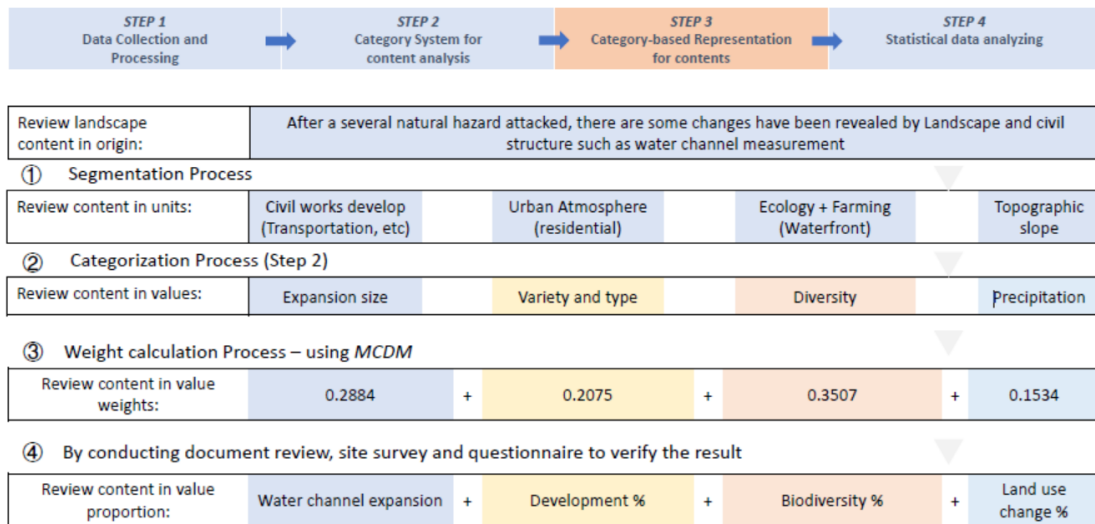 STEP 1
Data Collection and
Processing
STEP 2
Category System for
content analysis
STEP 3
Category-based Representation
for contents
STEP 4
Statistical data analyzing
Review landscape
content in origin:
After a several natural hazard attacked, there are some changes have been revealed by Landscape and civil
structure such as water channel measurement
① Segmentation Process
Review content in units:
Civil works develop
(Transportation, etc)
Urban Atmosphere
(residential)
Ecology + Farming
(Waterfront)
Topographic
slope
② Categorization Process (Step 2)
Review content in values:
Expansion size
Variety and type
Diversity
Precipitation
③ Weight calculation Process – using MCDM
Review content in value
weights:
0.2884 + 0.2075 + 0.3507 + 0.1534
④ By conducting document review, site survey and questionnaire to verify the result
Review content in value
proportion:
Water channel expansion + Development % + Biodiversity % +
Land use
change %